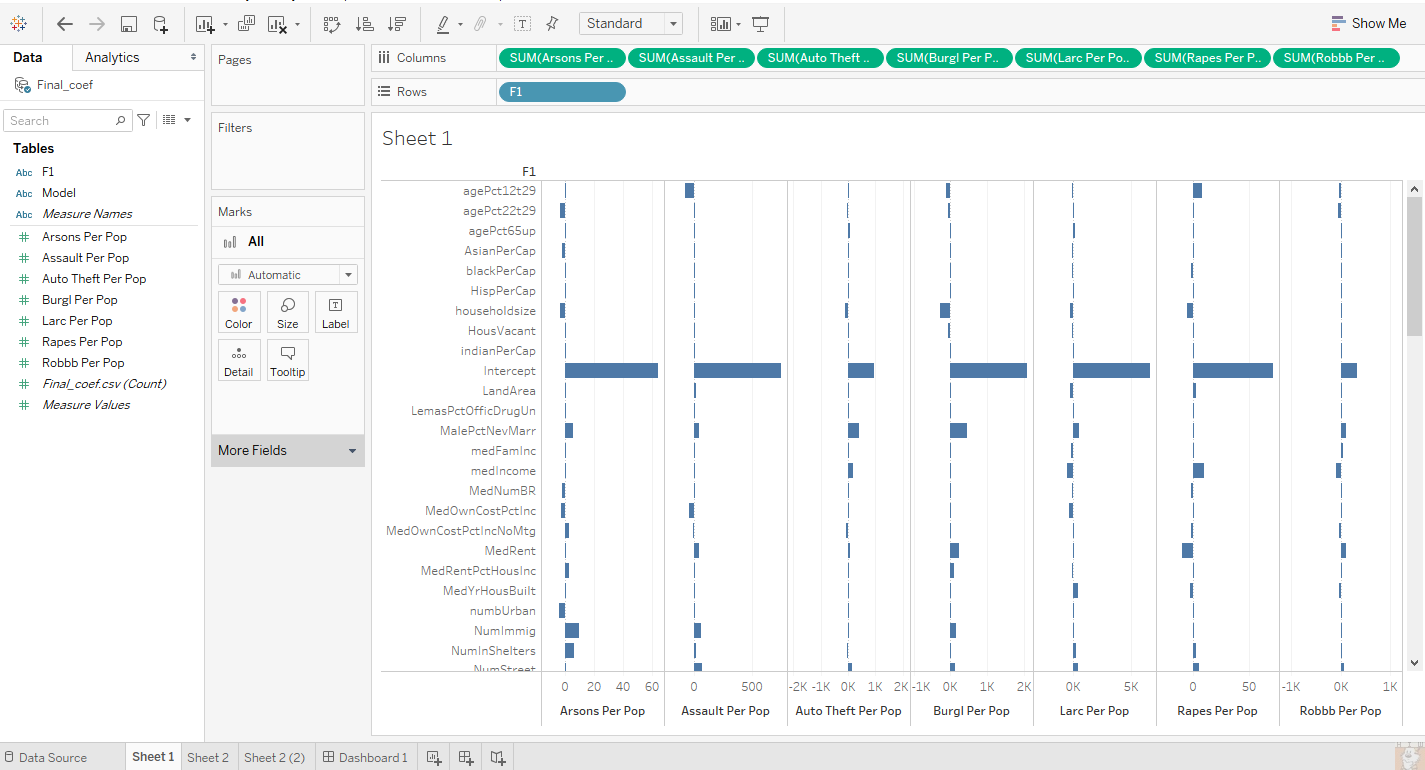 Standard
Show Me
Data
Analytics
Final_coef
Search
Tables
Abc F1
Abc Model
Abc Measure Names
# Arsons Per Pop
# Assault Per Pop
# Auto Theft Per Pop
# Burgl Per Pop
# Larc Per Pop
# Rapes Per Pop
# Robbb Per Pop
# Final_coef.csv (Count)
# Measure Values
Pages
Filters
Marks
All
Automatic
Color Size Label
Detail Tooltip
More Fields
Columns SUM(Arsons Per .. SUM(Assault Per .. SUM(Auto Theft .. SUM(Burgl Per P.. SUM(Larc Per Po.. SUM(Rapes Per P.. SUM(Robbb Per ..
Rows F1
Sheet 1
F1
agePct12t29
agePct22t29
agePct65up
AsianPerCap
blackPerCap
HispPerCap
householdsize
HousVacant
indianPerCap
Intercept
LandArea
LemasPctOfficDrugUn
MalePctNevMarr
medFamInc
medIncome
MedNumBR
MedOwnCostPctInc
MedOwnCostPctIncNoMtg
MedRent
MedRentPctHousInc
MedYrHousBuilt
numbUrban
NumImmig
NumInShelters
NumStreet
0 20 40 60 0 500 -2K -1K 0K 1K 2K -1K 0K 1K 2K 0K 5K 0 50 -1K 0K 1K
Arsons Per Pop Assault Per Pop Auto Theft Per Pop Burgl Per Pop Larc Per Pop Rapes Per Pop Robbb Per Pop
Data Source Sheet 1 Sheet 2 Sheet 2 (2) Dashboard 1